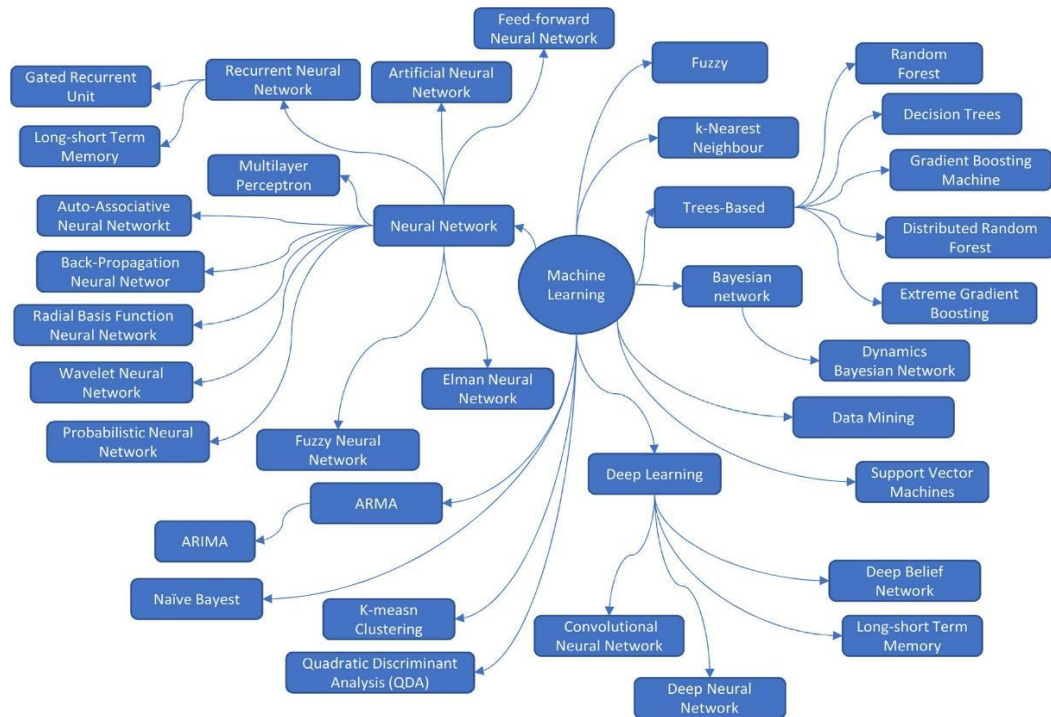 Feed-forward
Neural Network
Recurrent Neural
Network
Artificial Neural
Network
Fuzzy
Random
Forest
Gated Recurrent
Unit
Long-short Term
Memory
Decision Trees
k-Nearest
Neighbour
Multilayer
Perceptron
Gradient Boosting
Machine
Auto-Associative
Neural Networkt
Neural Network
Trees-Based
Distributed Random
Forest
Back-Propagation
Neural Networ
Machine
Learning
Bayesian
network
Extreme Gradient
Boosting
Radial Basis Function
Neural Network
Dynamics
Bayesian Network
Wavelet Neural
Network
Elman Neural
Network
Data Mining
Probabilistic Neural
Network
Fuzzy Neural
Network
Deep Learning
Support Vector
Machines
ARMA
ARIMA
Deep Belief
Network
Naïve Bayest
K-measn
Clustering
Convolutional
Neural Network
Long-short Term
Memory
Quadratic Discriminant
Analysis (QDA)
Deep Neural
Network